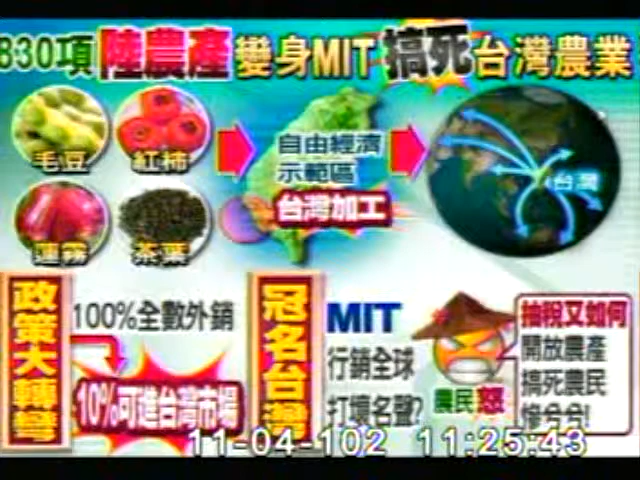 830項 陸農產 變身MIT 搞死台灣農業
毛豆
紅柿
蓮霧
茶葉
自由經濟
示範區
台灣加工
台灣
政策大轉彎
100%全數外銷
10%可進台灣市場
冠名台灣
MIT
行銷全球
打壞名聲?
農民怒
抽稅又如何
開放農產
搞死農民
慘兮兮!
11-04-102 11:25:43